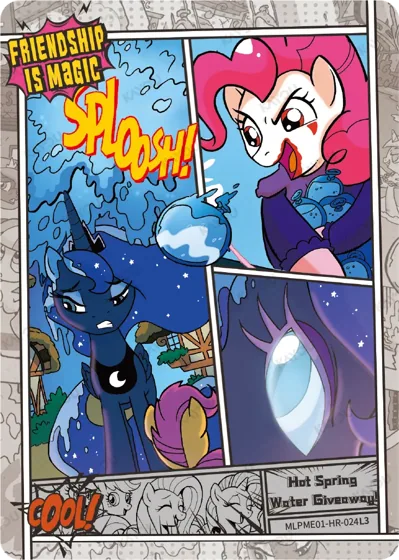 FRIENDSHIP
IS MAGIC
SPLOOSH!
COOL!
Hot Spring
Water Giveaway!
MLPME01-HR-024L3